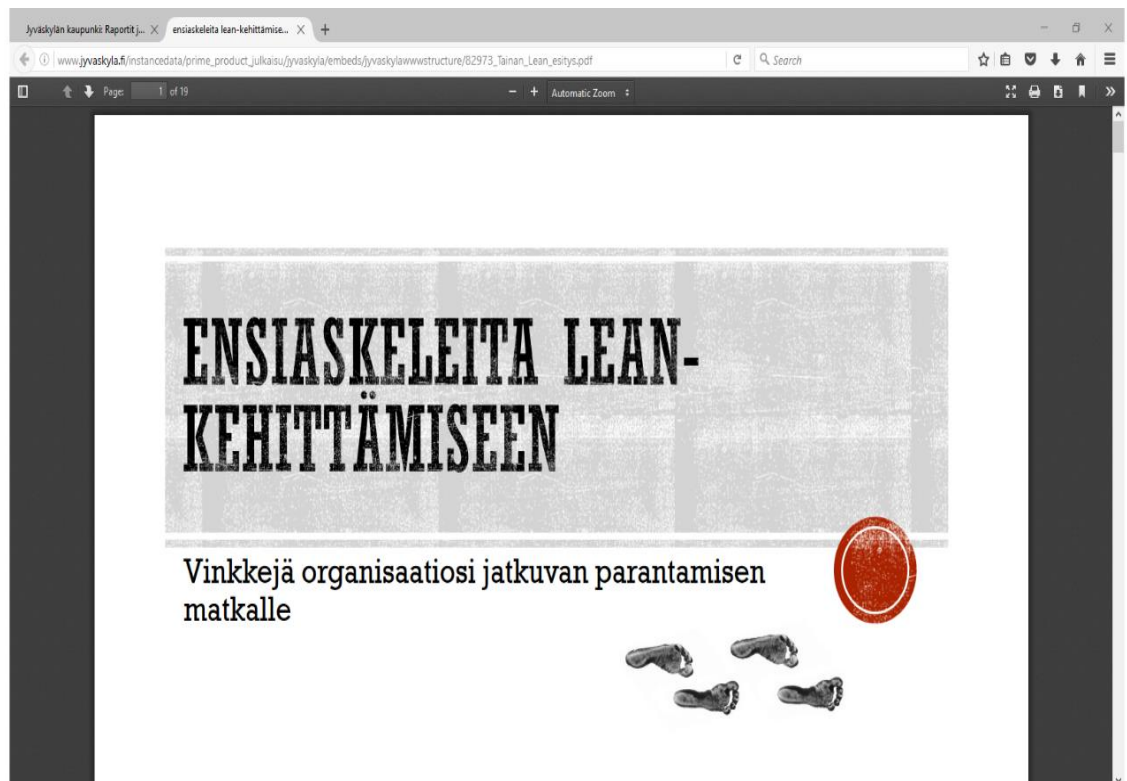 Jyväskylän kaupunki: Raportit j...
ensiaskeleita lean-kehittämise...
www.jyvaskyla.fi/instancedata/prime_product_julkaisu/jyvaskyla/embeds/jyvaskylawwwstructure/82973_Tainan_Lean_esitys.pdf
Search
Page: 1 of 19
Automatic Zoom
ENSIASKELEITA LEAN-
KEHITTÄMISEEN
Vinkkejä organisaatiosi jatkuvan parantamisen
matkalle